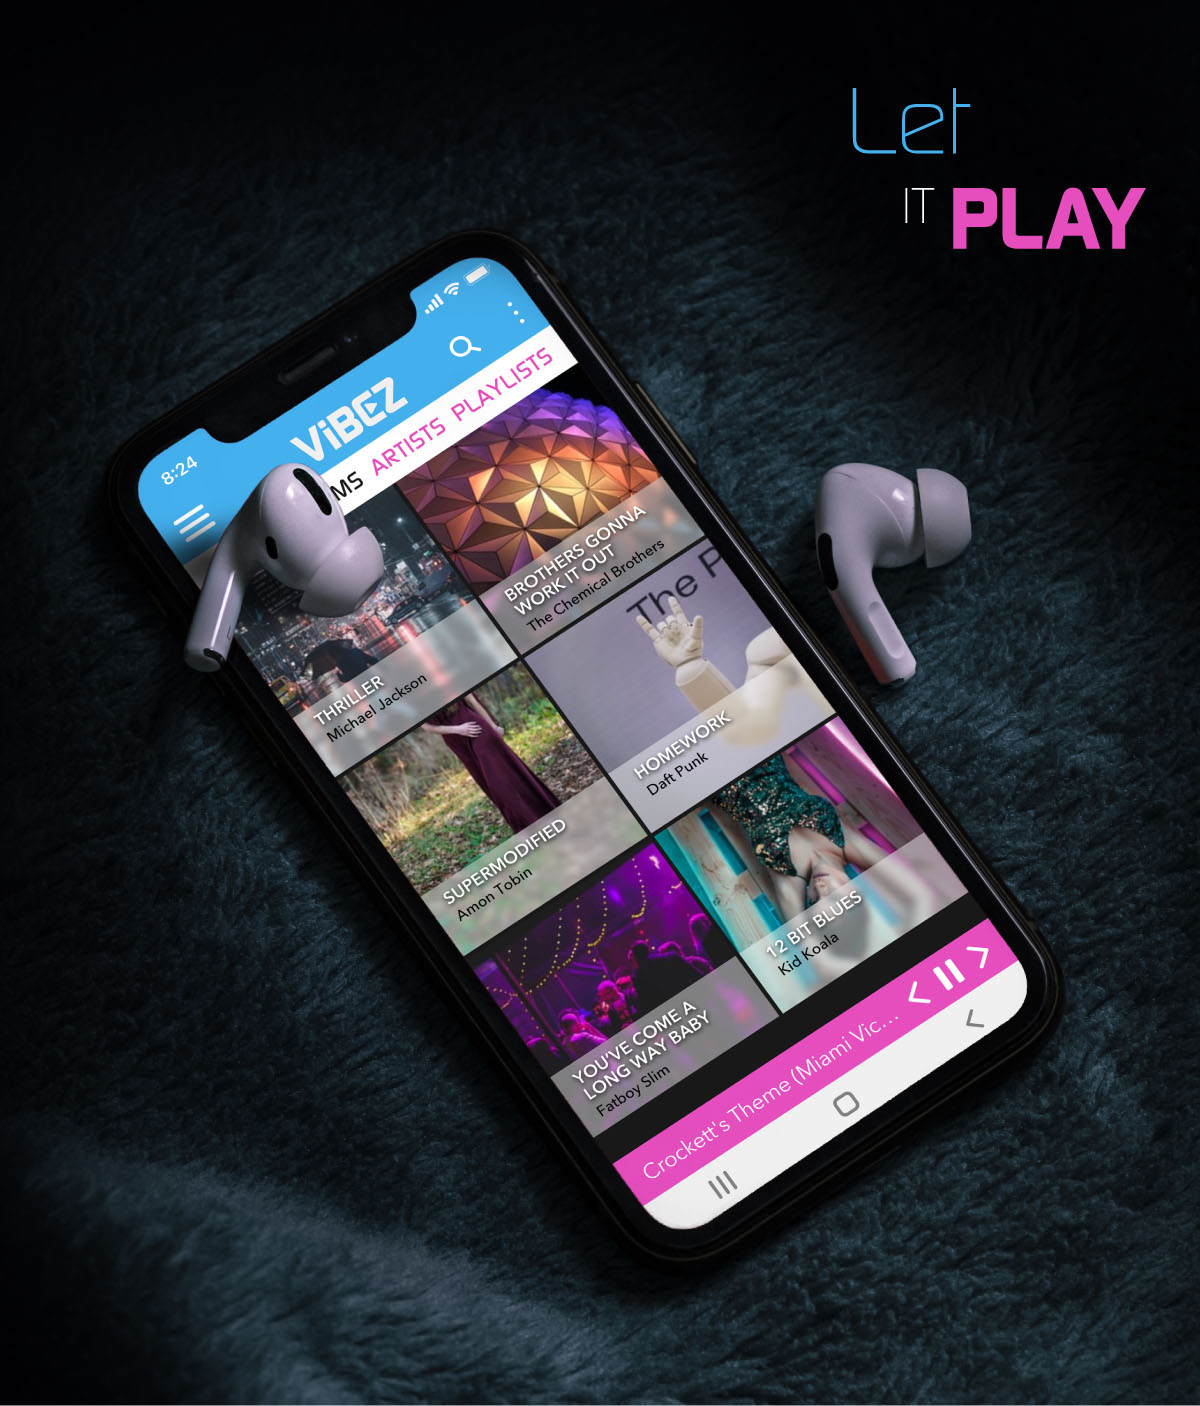 Let
IT PLAY
8:24
ViBEZ
MS ARTISTS PLAYLISTS
THRILLER
Michael Jackson
BROTHERS GONNA
WORK IT OUT
The Chemical Brothers
SUPERMODIFIED
Amon Tobin
The P
HOMEWORK
Daft Punk
YOU'VE COME A
LONG WAY BABY
Fatboy Slim
12 BIT BLUES
Kid Koala
Crockett's Theme (Miami Vic...